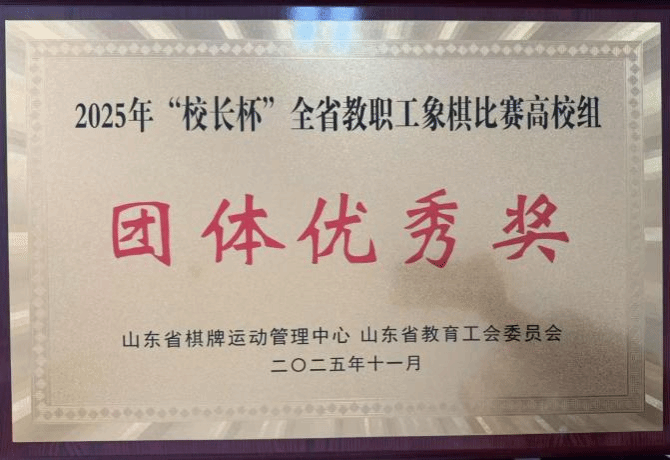 2025年“校长杯”全省教职工象棋比赛高校组
团体优秀奖
山东省棋牌运动管理中心 山东省教育工会委员会
二〇二五年十一月